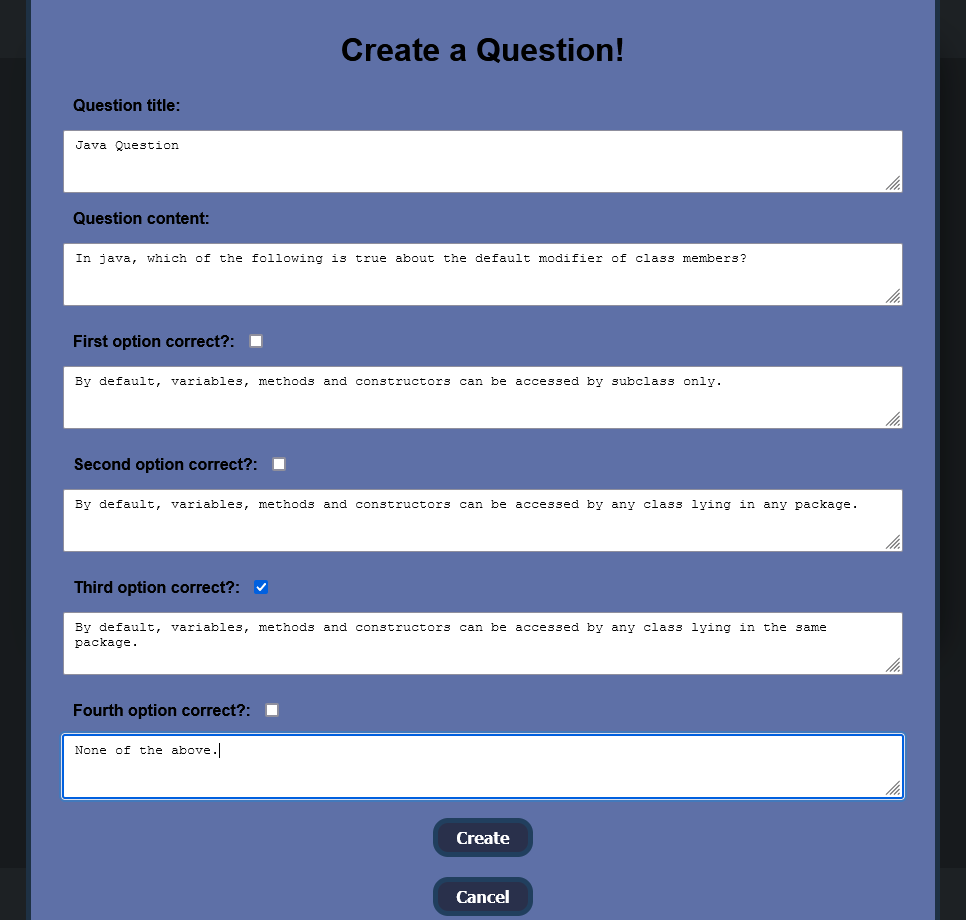 Create a Question!
Question title:
Java Question
Question content:
In java, which of the following is true about the default modifier of class members?
First option correct?:
By default, variables, methods and constructors can be accessed by subclass only.
Second option correct?:
By default, variables, methods and constructors can be accessed by any class lying in any package.
Third option correct?:
By default, variables, methods and constructors can be accessed by any class lying in the same
package.
Fourth option correct?:
None of the above.
Create
Cancel